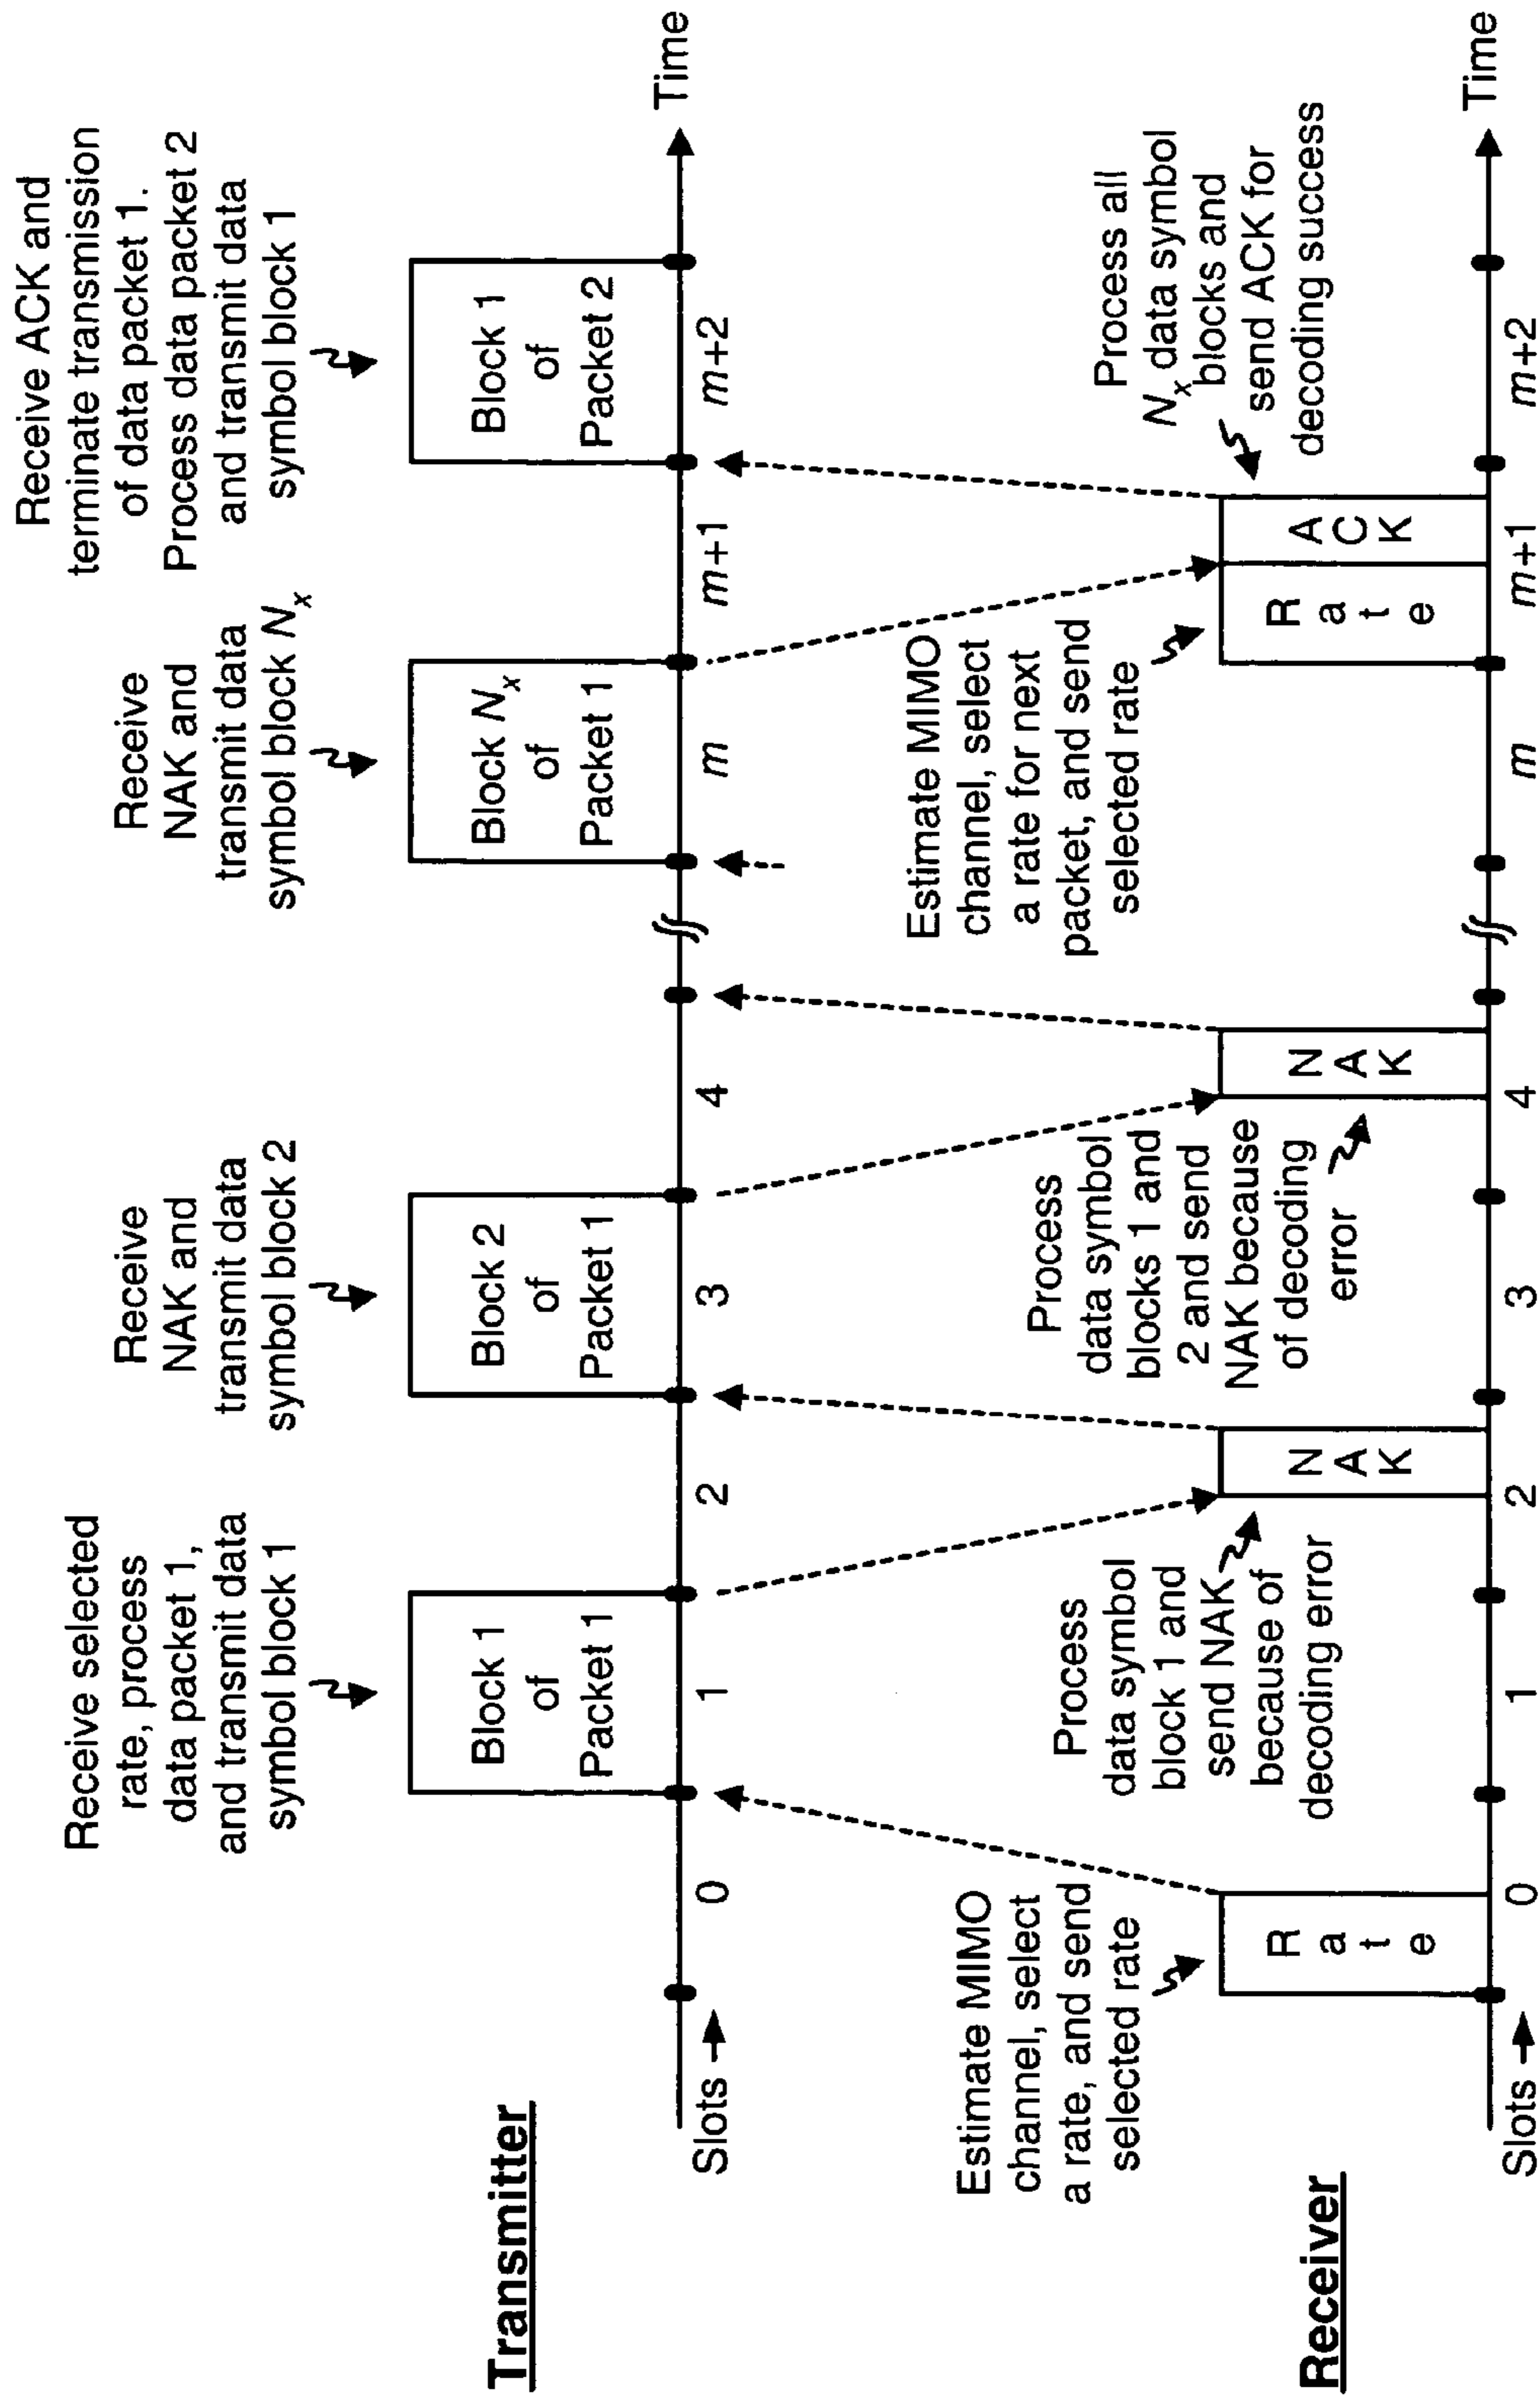 Transmitter
Receive selected
rate, process
data packet 1,
and transmit data
symbol block 1
Receive
NAK and
transmit data
symbol block 2
Receive
NAK and
transmit data
symbol block Nx
Receive ACK and
terminate transmission
of data packet 1.
Process data packet 2
and transmit data
symbol block 1
Block 1
of
Packet 1
Block 2
of
Packet 1
Block Nx
of
Packet 1
Block 1
of
Packet 2
Time
Slots
0
1
2
3
4
m
m+1
m+2
Receiver
Estimate MIMO
channel, select
a rate, and send
selected rate
Process
data symbol
block 1 and
send NAK
because of
decoding error
Process
data symbol
blocks 1 and
2 and send
NAK because
of decoding
error
Estimate MIMO
channel, select
a rate for next
packet, and send
selected rate
Process all
Nx data symbol
blocks and
send ACK for
decoding success
Rate
NAK
NAK
Rate
ACK
Time
Slots
0
1
2
3
4
m
m+1
m+2